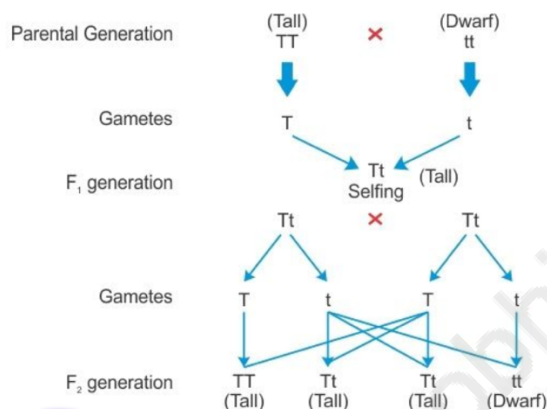 (Tall) (Dwarf)
Parental Generation TT × tt
Gametes T t
Tt (Tall)
F₁ generation Selfing
Tt × Tt
Gametes T t T t
F₂ generation TT Tt Tt tt
(Tall) (Tall) (Tall) (Dwarf)